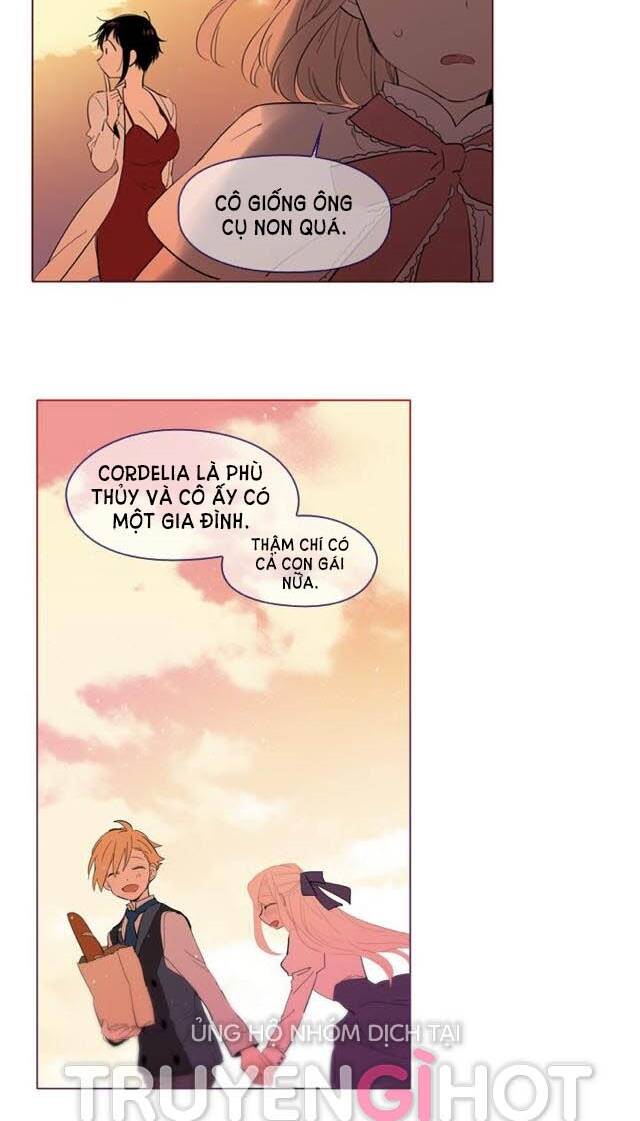 CÔ GIỐNG ÔNG
CỤ NON QUÁ.
CORDELIA LÀ PHÙ
THỦY VÀ CÔ ẤY CÓ
MỘT GIA ĐÌNH.
THẬM CHÍ CÓ
CẢ CON GÁI
NỮA.
ỦNG HỘ NHÓM DỊCH TẠI
TRUYENGIHOT